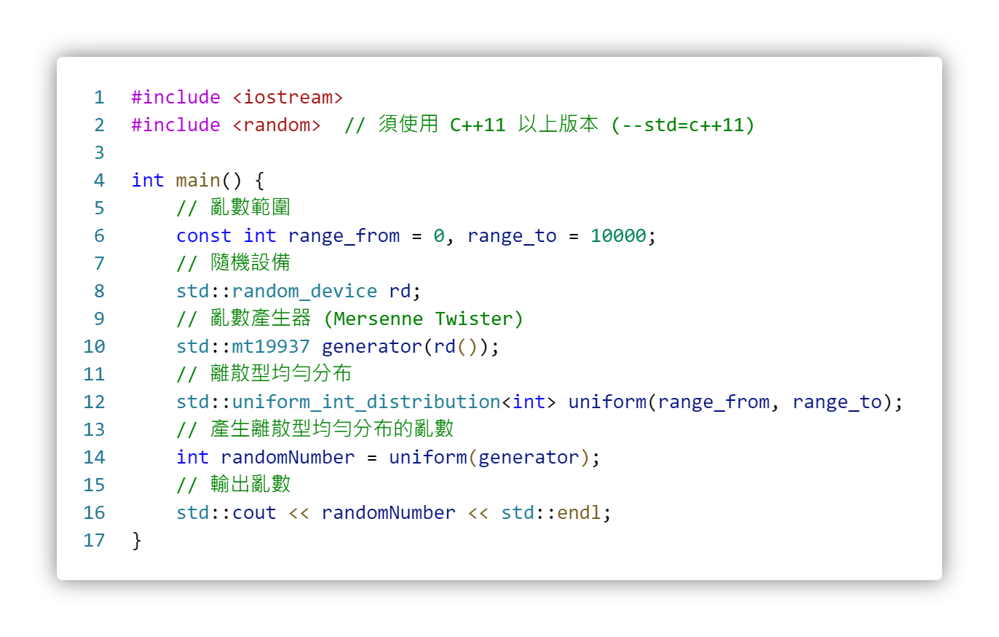 1 #include <iostream>
2 #include <random>  // 須使用 C++11 以上版本 (--std=c++11)
3
4 int main() {
5     // 亂數範圍
6     const int range_from = 0, range_to = 10000;
7     // 隨機設備
8     std::random_device rd;
9     // 亂數產生器 (Mersenne Twister)
10     std::mt19937 generator(rd());
11     // 離散型均勻分布
12     std::uniform_int_distribution<int> uniform(range_from, range_to);
13     // 產生離散型均勻分布的亂數
14     int randomNumber = uniform(generator);
15     // 輸出亂數
16     std::cout << randomNumber << std::endl;
17 }